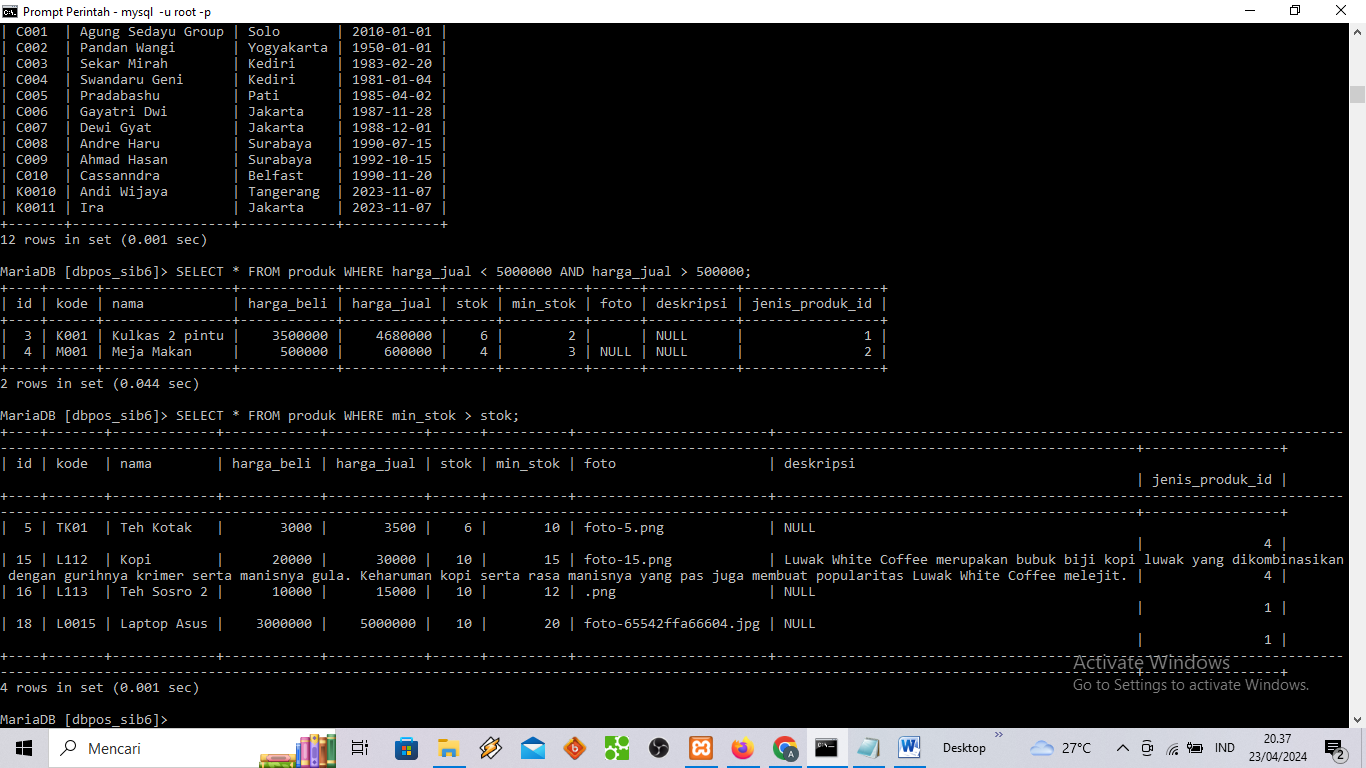 Prompt Perintah - mysql  -u root -p
| C001  | Agung Sedayu Group | Solo       | 2010-01-01 |
| C002  | Pandan Wangi       | Yogyakarta | 1950-01-01 |
| C003  | Sekar Mirah        | Kediri     | 1983-02-20 |
| C004  | Swandaru Geni      | Kediri     | 1981-01-04 |
| C005  | Pradabashu         | Pati       | 1985-04-02 |
| C006  | Gayatri Dwi        | Jakarta    | 1987-11-28 |
| C007  | Dewi Gyat          | Jakarta    | 1988-12-01 |
| C008  | Andre Haru         | Surabaya   | 1990-07-15 |
| C009  | Ahmad Hasan        | Surabaya   | 1992-10-15 |
| C010  | Cassanndra         | Belfast    | 1990-11-20 |
| K0010 | Andi Wijaya        | Tangerang  | 2023-11-07 |
| K0011 | Ira                | Jakarta    | 2023-11-07 |
12 rows in set (0.001 sec)
MariaDB [dbpos_sib6]> SELECT * FROM produk WHERE harga_jual < 5000000 AND harga_jual > 500000;
| id | kode | nama           | harga_beli | harga_jual | stok | min_stok | foto | deskripsi | jenis_produk_id |
|  3 | K001 | Kulkas 2 pintu |    3500000 |    4680000 |    6 |        2 |      | NULL      |               1 |
|  4 | M001 | Meja Makan     |     500000 |     600000 |    4 |        3 | NULL | NULL      |               2 |
2 rows in set (0.044 sec)
MariaDB [dbpos_sib6]> SELECT * FROM produk WHERE min_stok > stok;
| id | kode  | nama        | harga_beli | harga_jual | stok | min_stok | foto                  | deskripsi
| jenis_produk_id |
|  5 | TK01  | Teh Kotak   |       3000 |       3500 |    6 |       10 | foto-5.png            | NULL
|               4 |
| 15 | L112  | Kopi        |      20000 |      30000 |   10 |       15 | foto-15.png           | Luwak White Coffee merupakan bubuk biji kopi luwak yang dikombinasikan
dengan gurihnya krimer serta manisnya gula. Keharuman kopi serta rasa manisnya yang pas juga membuat popularitas Luwak White Coffee melejit. |               4 |
| 16 | L113  | Teh Sosro 2 |      10000 |      15000 |   10 |       12 | .png                  | NULL
|               1 |
| 18 | L0015 | Laptop Asus |    3000000 |    5000000 |   10 |       20 | foto-65542ffa66604.jpg | NULL
|               1 |
4 rows in set (0.001 sec)
MariaDB [dbpos_sib6]>
Activate Windows
Go to Settings to activate Windows.
Mencari
Desktop
27°C
IND
20.37
23/04/2024
2